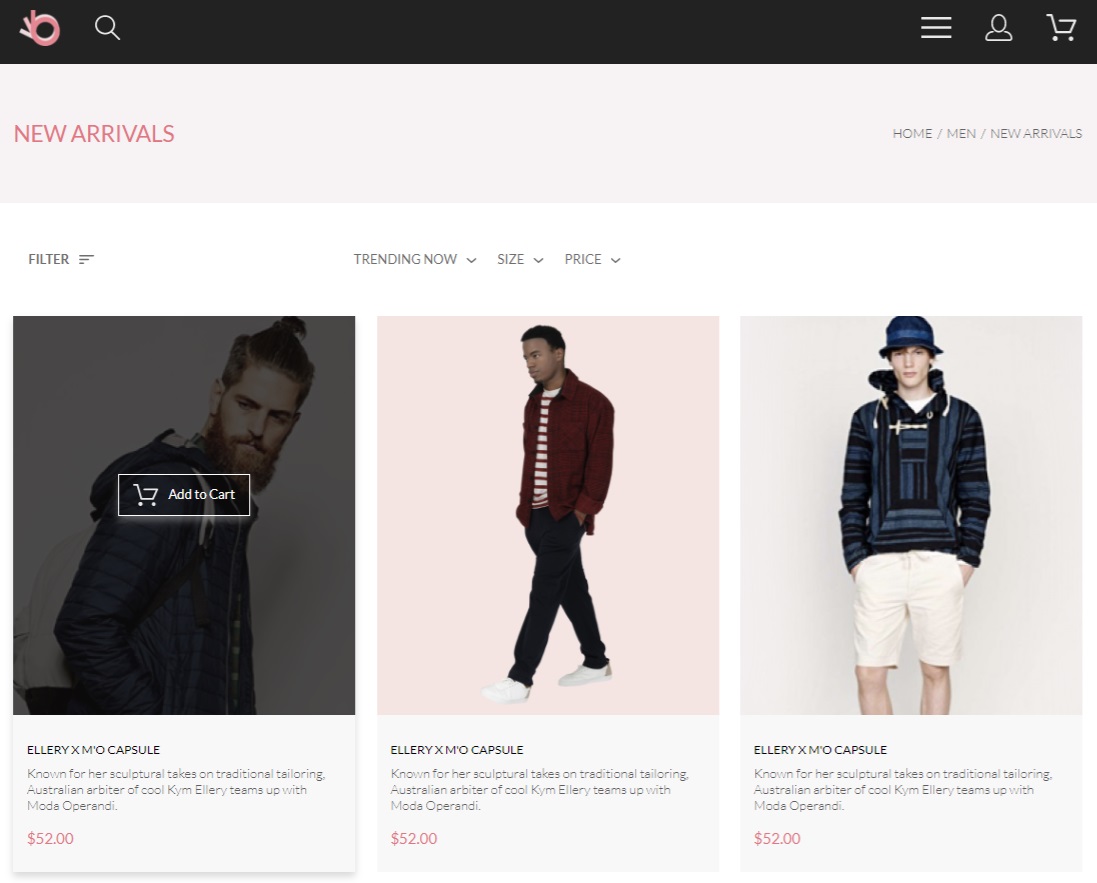 NEW ARRIVALS
HOME / MEN / NEW ARRIVALS
FILTER
TRENDING NOW
SIZE
PRICE
Add to Cart
ELLERY X M'O CAPSULE
Known for her sculptural takes on traditional tailoring,
Australian arbiter of cool Kym Ellery teams up with
Moda Operandi.
$52.00
ELLERY X M'O CAPSULE
Known for her sculptural takes on traditional tailoring,
Australian arbiter of cool Kym Ellery teams up with
Moda Operandi.
$52.00
ELLERY X M'O CAPSULE
Known for her sculptural takes on traditional tailoring,
Australian arbiter of cool Kym Ellery teams up with
Moda Operandi.
$52.00